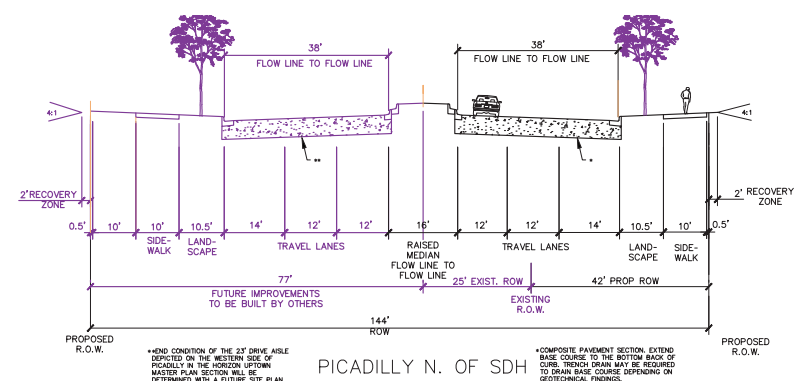 38'
FLOW LINE TO FLOW LINE
38'
FLOW LINE TO FLOW LINE
4:1
4:1
**
*
2' RECOVERY
ZONE
2' RECOVERY
ZONE
0.5'
10'
10'
10.5'
14'
12'
12'
16'
12'
12'
14'
10.5'
10'
0.5'
SIDE-
WALK
LAND-
SCAPE
TRAVEL LANES
RAISED
MEDIAN
FLOW LINE TO
FLOW LINE
TRAVEL LANES
LAND-
SCAPE
SIDE-
WALK
77'
25' EXIST. ROW
42' PROP ROW
FUTURE IMPROVEMENTS
TO BE BUILT BY OTHERS
EXISTING
R.O.W.
144'
ROW
PROPOSED
R.O.W.
PROPOSED
R.O.W.
**END CONDITION OF THE 23' DRIVE AISLE
DEPICTED ON THE WESTERN SIDE OF
PICADILLY IN THE HORIZON UPTOWN
MASTER PLAN SECTION WILL BE
DETERMINED WITH A FUTURE SITE PLAN
PICADILLY N. OF SDH
*COMPOSITE PAVEMENT SECTION. EXTEND
BASE COURSE TO THE BOTTOM BACK OF
CURB. TRENCH DRAIN MAY BE REQUIRED
TO DRAIN BASE COURSE DEPENDING ON
GEOTECHNICAL FINDINGS.